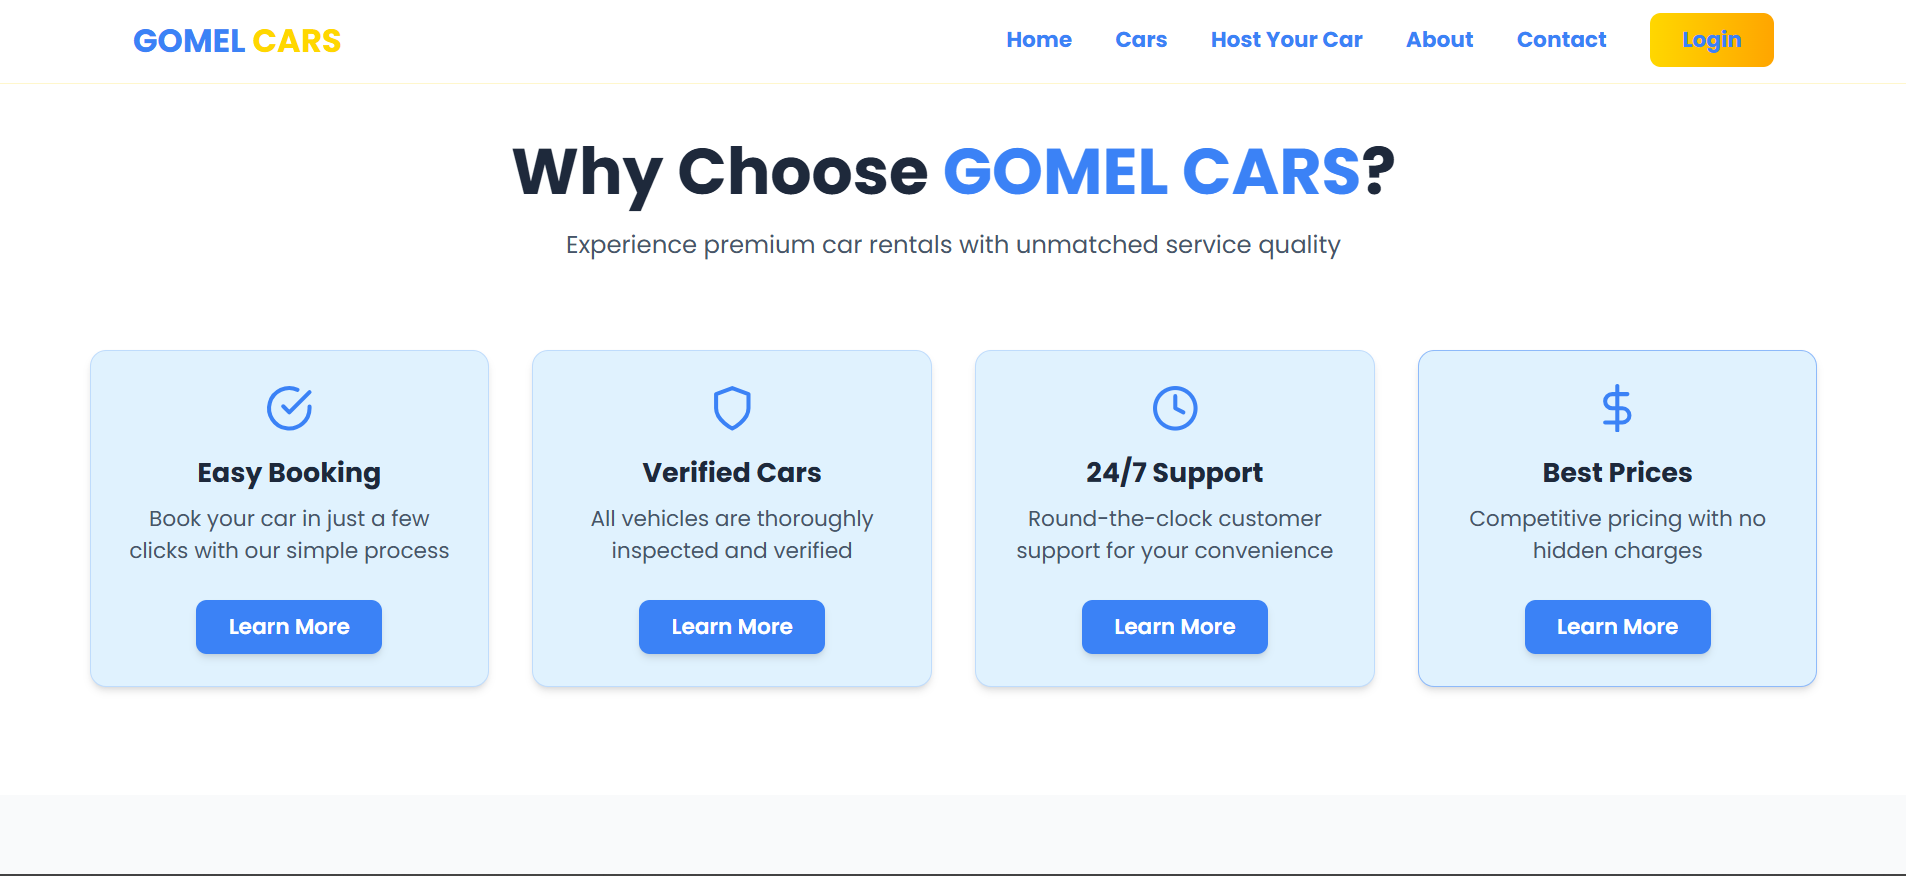 GOMEL CARS
Home
Cars
Host Your Car
About
Contact
Login
Why Choose GOMEL CARS?
Experience premium car rentals with unmatched service quality
Easy Booking
Book your car in just a few
clicks with our simple process
Learn More
Verified Cars
All vehicles are thoroughly
inspected and verified
Learn More
24/7 Support
Round-the-clock customer
support for your convenience
Learn More
Best Prices
Competitive pricing with no
hidden charges
Learn More